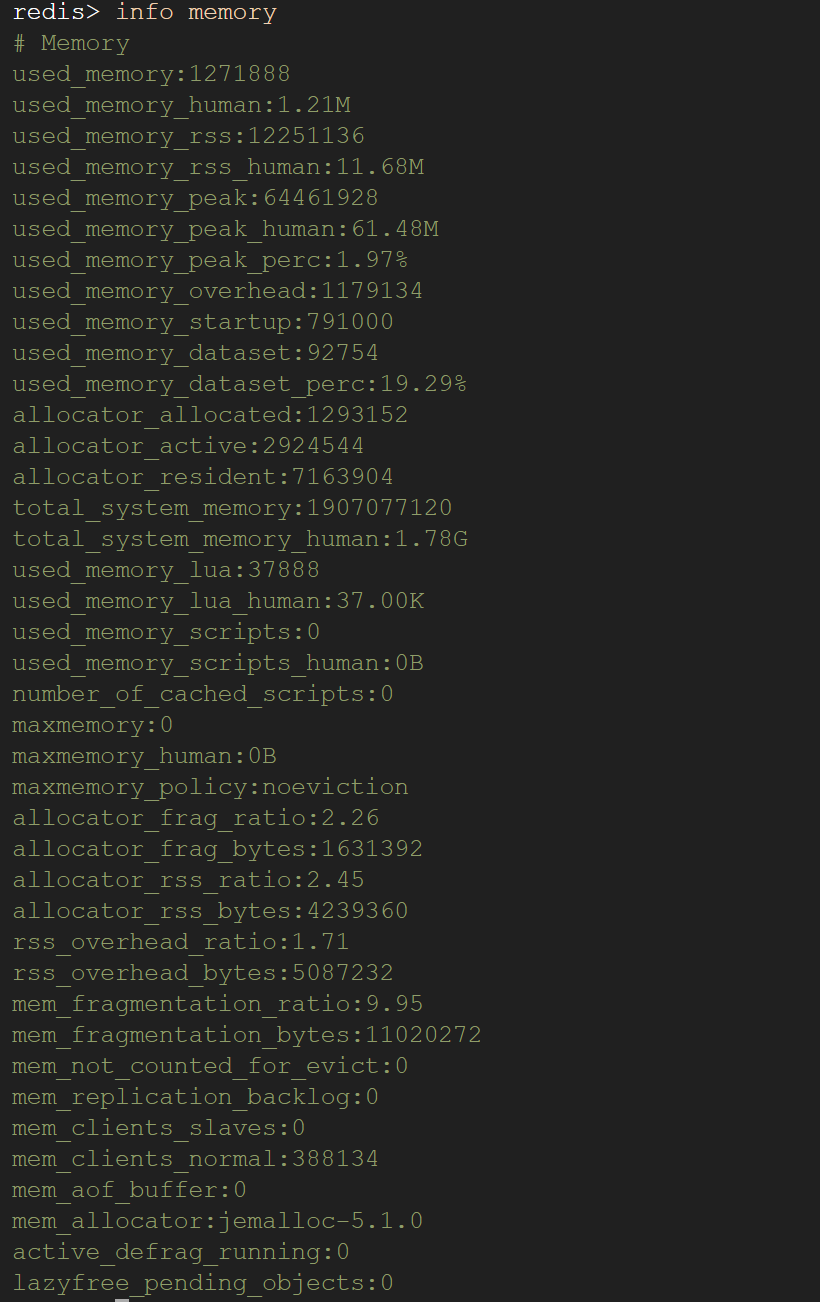 redis> info memory
# Memory
used_memory:1271888
used_memory_human:1.21M
used_memory_rss:12251136
used_memory_rss_human:11.68M
used_memory_peak:64461928
used_memory_peak_human:61.48M
used_memory_peak_perc:1.97%
used_memory_overhead:1179134
used_memory_startup:791000
used_memory_dataset:92754
used_memory_dataset_perc:19.29%
allocator_allocated:1293152
allocator_active:2924544
allocator_resident:7163904
total_system_memory:1907077120
total_system_memory_human:1.78G
used_memory_lua:37888
used_memory_lua_human:37.00K
used_memory_scripts:0
used_memory_scripts_human:0B
number_of_cached_scripts:0
maxmemory:0
maxmemory_human:0B
maxmemory_policy:noeviction
allocator_frag_ratio:2.26
allocator_frag_bytes:1631392
allocator_rss_ratio:2.45
allocator_rss_bytes:4239360
rss_overhead_ratio:1.71
rss_overhead_bytes:5087232
mem_fragmentation_ratio:9.95
mem_fragmentation_bytes:11020272
mem_not_counted_for_evict:0
mem_replication_backlog:0
mem_clients_slaves:0
mem_clients_normal:388134
mem_aof_buffer:0
mem_allocator:jemalloc-5.1.0
active_defrag_running:0
lazyfree_pending_objects:0